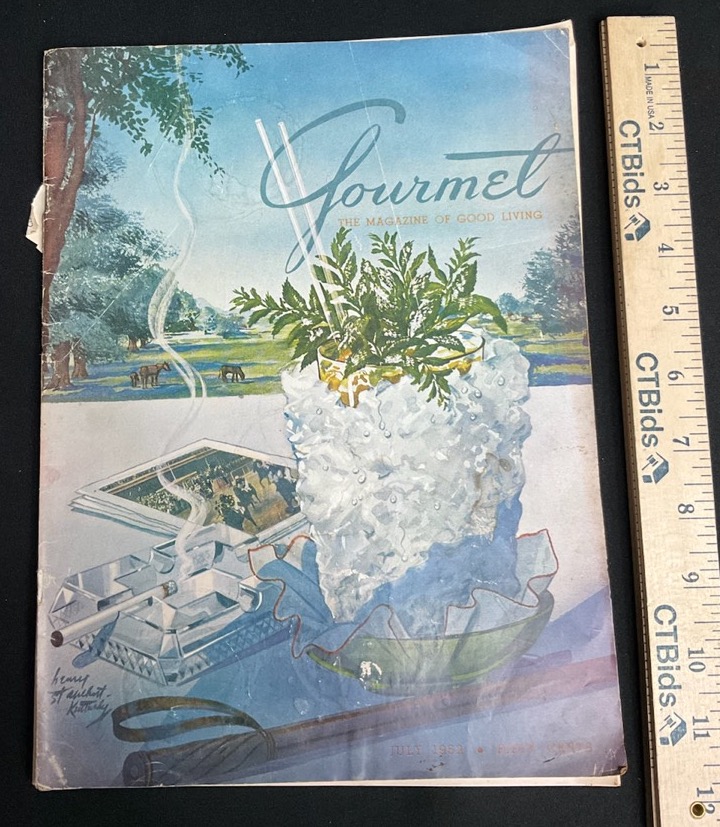 Gourmet
THE MAGAZINE OF GOOD LIVING
henry
Kentucky
JULY 1952 • CENTS
1
MADE IN USA
2
CTBids
3
4
5
CTBids
6
7
8
9
CTBids
10
11
12